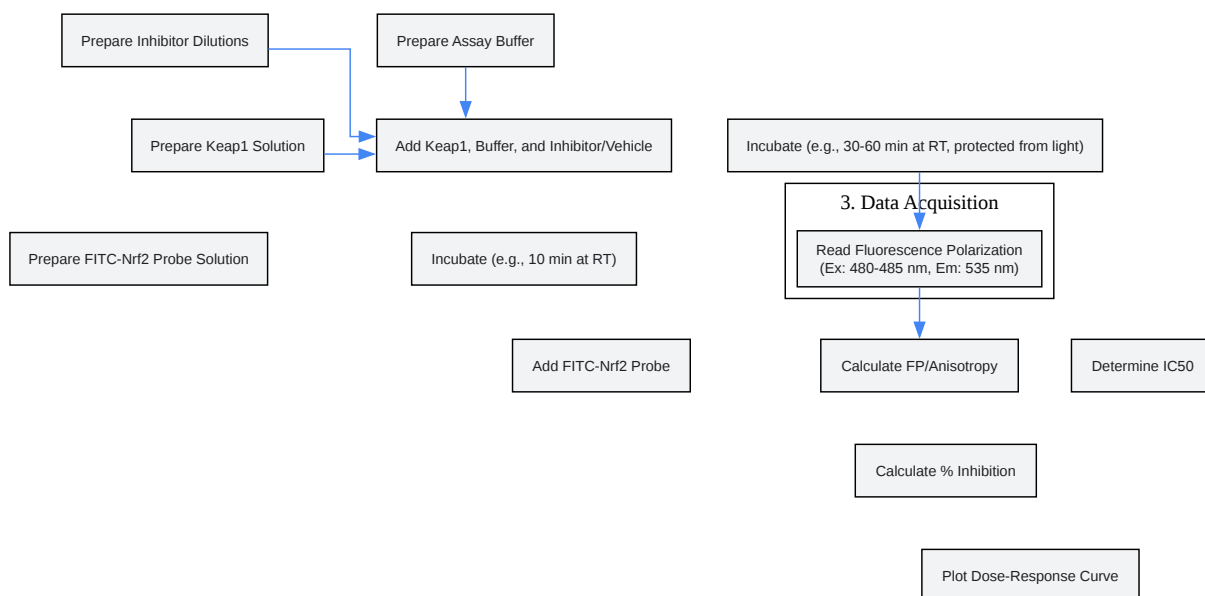 Prepare Inhibitor Dilutions
Prepare Assay Buffer
Prepare Keap1 Solution
Add Keap1, Buffer, and Inhibitor/Vehicle
Incubate (e.g., 30-60 min at RT, protected from light)
3. Data Acquisition
Prepare FITC-Nrf2 Probe Solution
Incubate (e.g., 10 min at RT)
Read Fluorescence Polarization
(Ex: 480-485 nm, Em: 535 nm)
Add FITC-Nrf2 Probe
Calculate FP/Anisotropy
Determine IC50
Calculate % Inhibition
Plot Dose-Response Curve